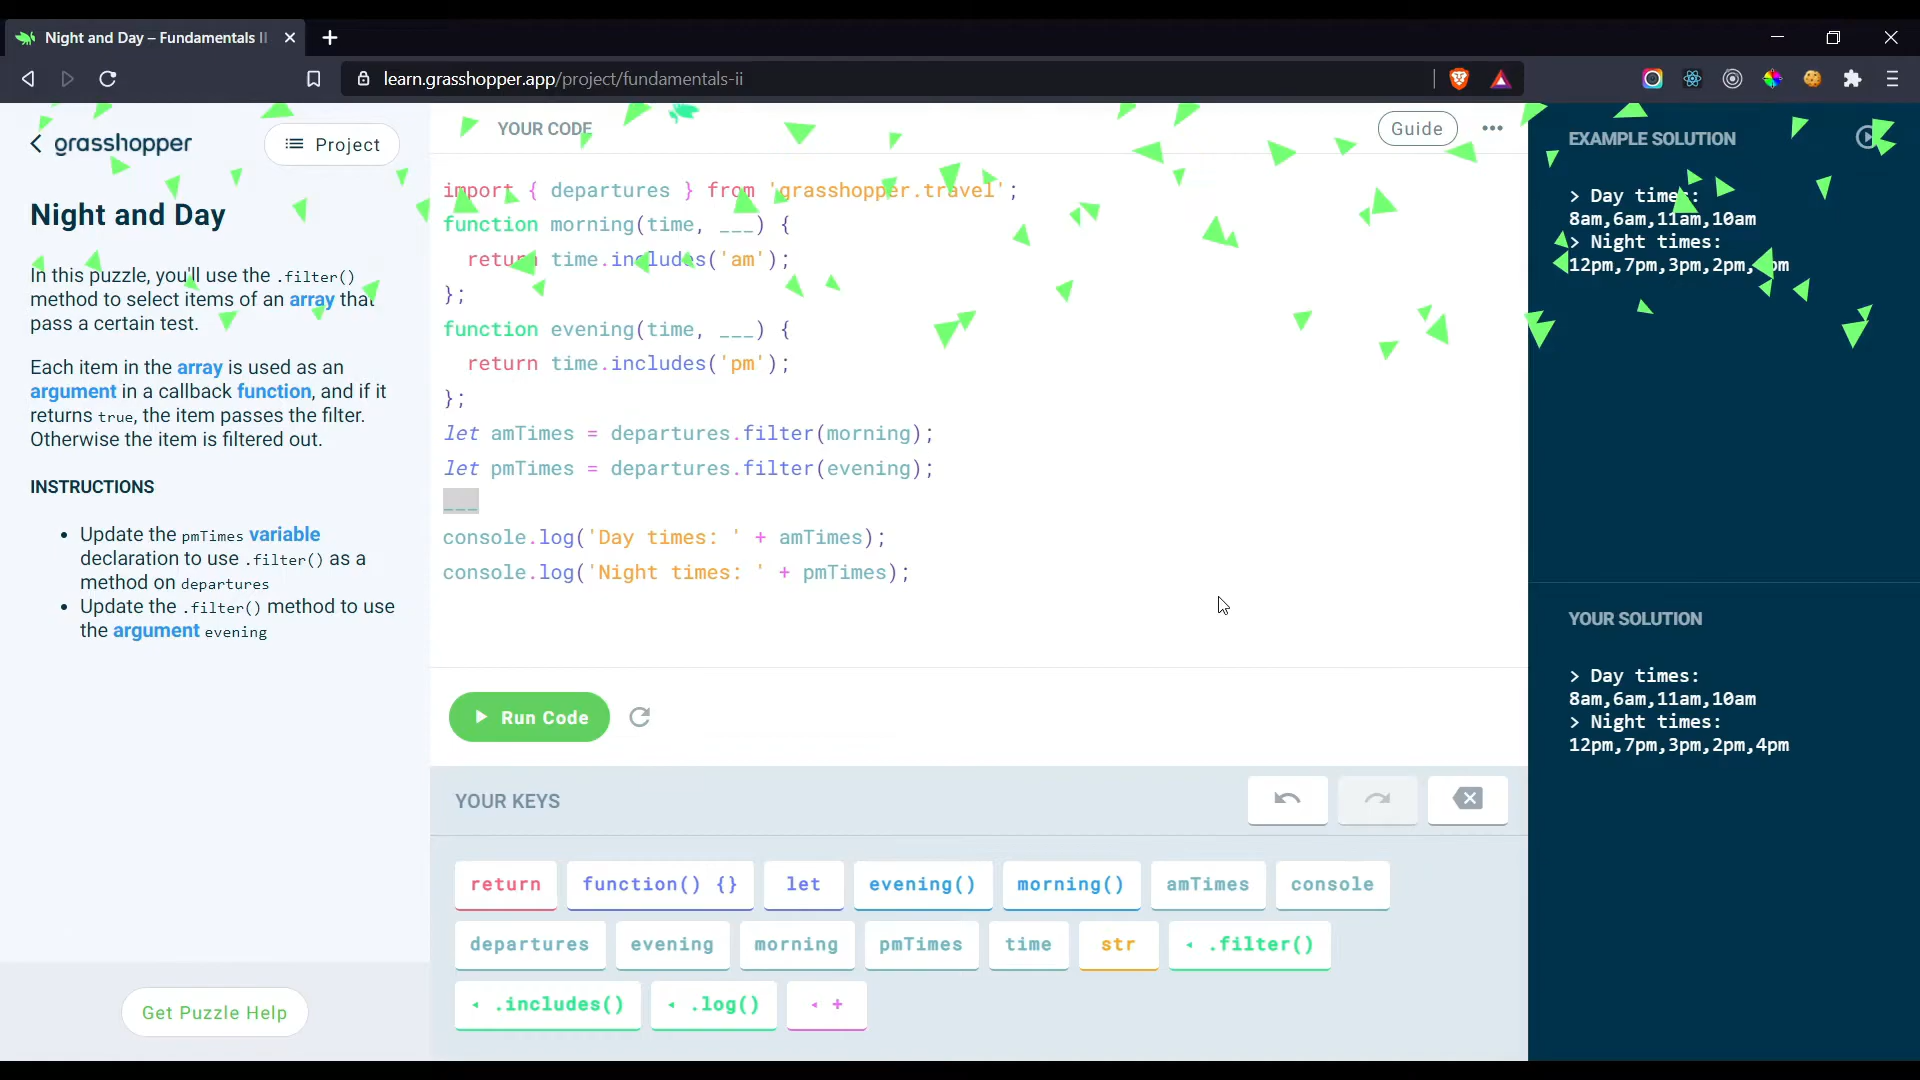 Night and Day – Fundamentals II
learn.grasshopper.app/project/fundamentals-ii
grasshopper
Project
Night and Day
In this puzzle, you'll use the .filter()
method to select items of an array that
pass a certain test.
Each item in the array is used as an
argument in a callback function, and if it
returns true, the item passes the filter.
Otherwise the item is filtered out.
INSTRUCTIONS
• Update the pmTimes variable
declaration to use .filter() as a
method on departures
• Update the .filter() method to use
the argument evening
Get Puzzle Help
YOUR CODE
Guide
import { departures } from 'grasshopper.travel';
function morning(time, ___) {
return time.includes('am');
};
function evening(time, ___) {
return time.includes('pm');
};
let amTimes = departures.filter(morning);
let pmTimes = departures.filter(evening);
___
console.log('Day times: ' + amTimes);
console.log('Night times: ' + pmTimes);
Run Code
YOUR KEYS
return function() {} let evening() morning() amTimes console
departures evening morning pmTimes time str .filter()
.includes() .log() +
EXAMPLE SOLUTION
> Day times:
8am,6am,11am,10am
> Night times:
12pm,7pm,3pm,2pm,
YOUR SOLUTION
> Day times:
8am,6am,11am,10am
> Night times:
12pm,7pm,3pm,2pm,4pm